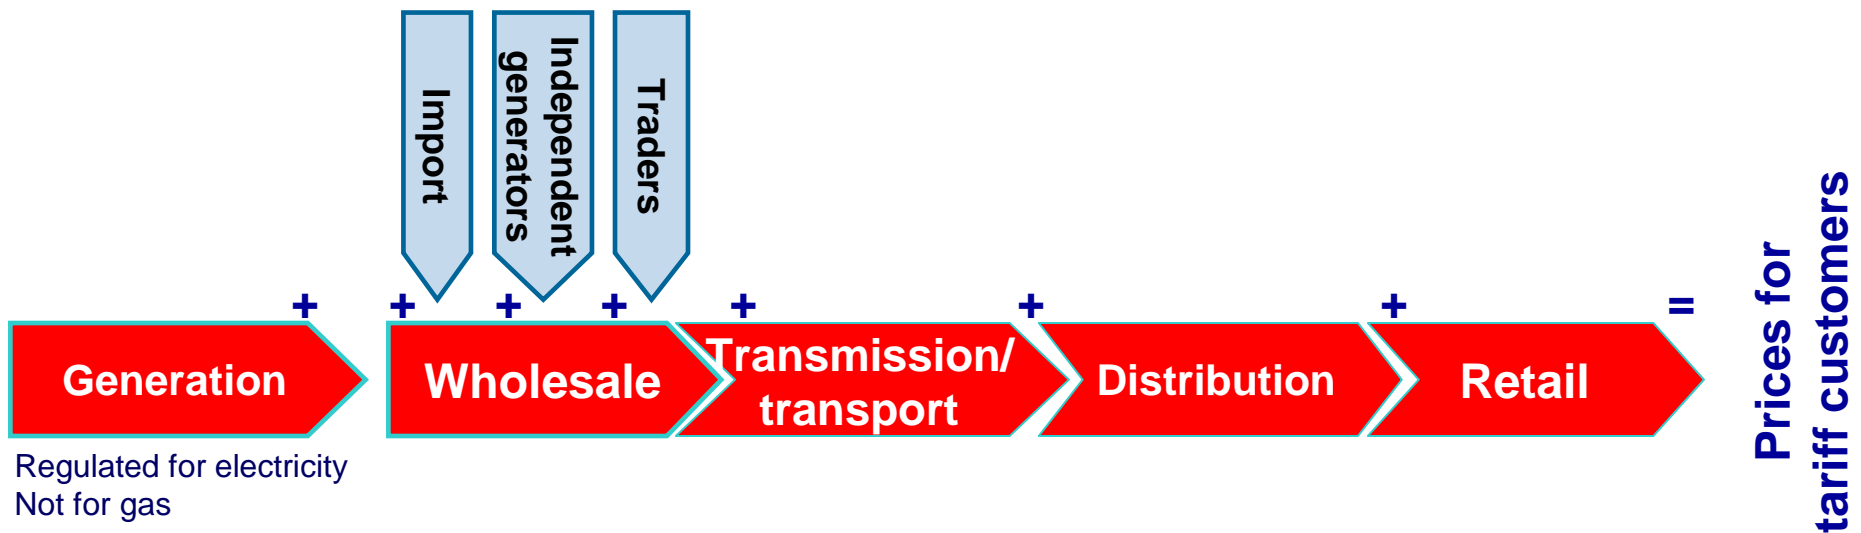 Import
Independent
generators
Traders
+ + + + + + + =
Generation
Wholesale
Transmission/
transport
Distribution
Retail
Prices for
tariff customers
Regulated for electricity
Not for gas